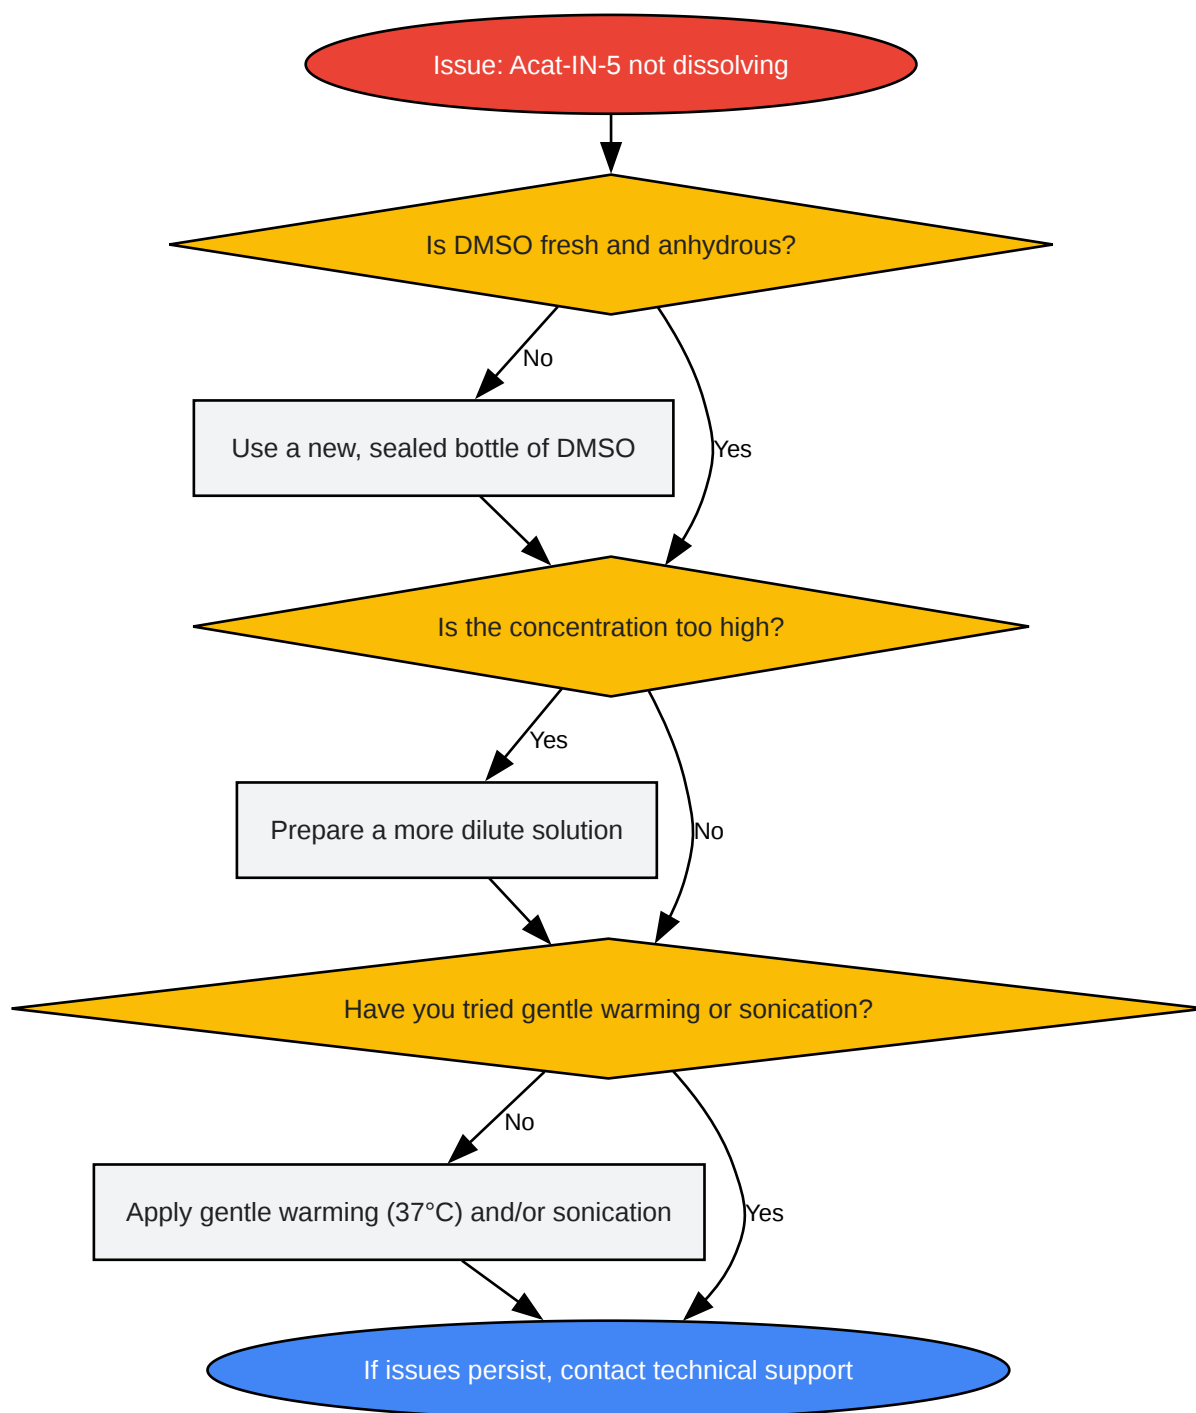 Issue: Acat-IN-5 not dissolving
Is DMSO fresh and anhydrous?
No
Use a new, sealed bottle of DMSO
Yes
Is the concentration too high?
Yes
Prepare a more dilute solution
No
Have you tried gentle warming or sonication?
No
Apply gentle warming (37°C) and/or sonication
Yes
If issues persist, contact technical support